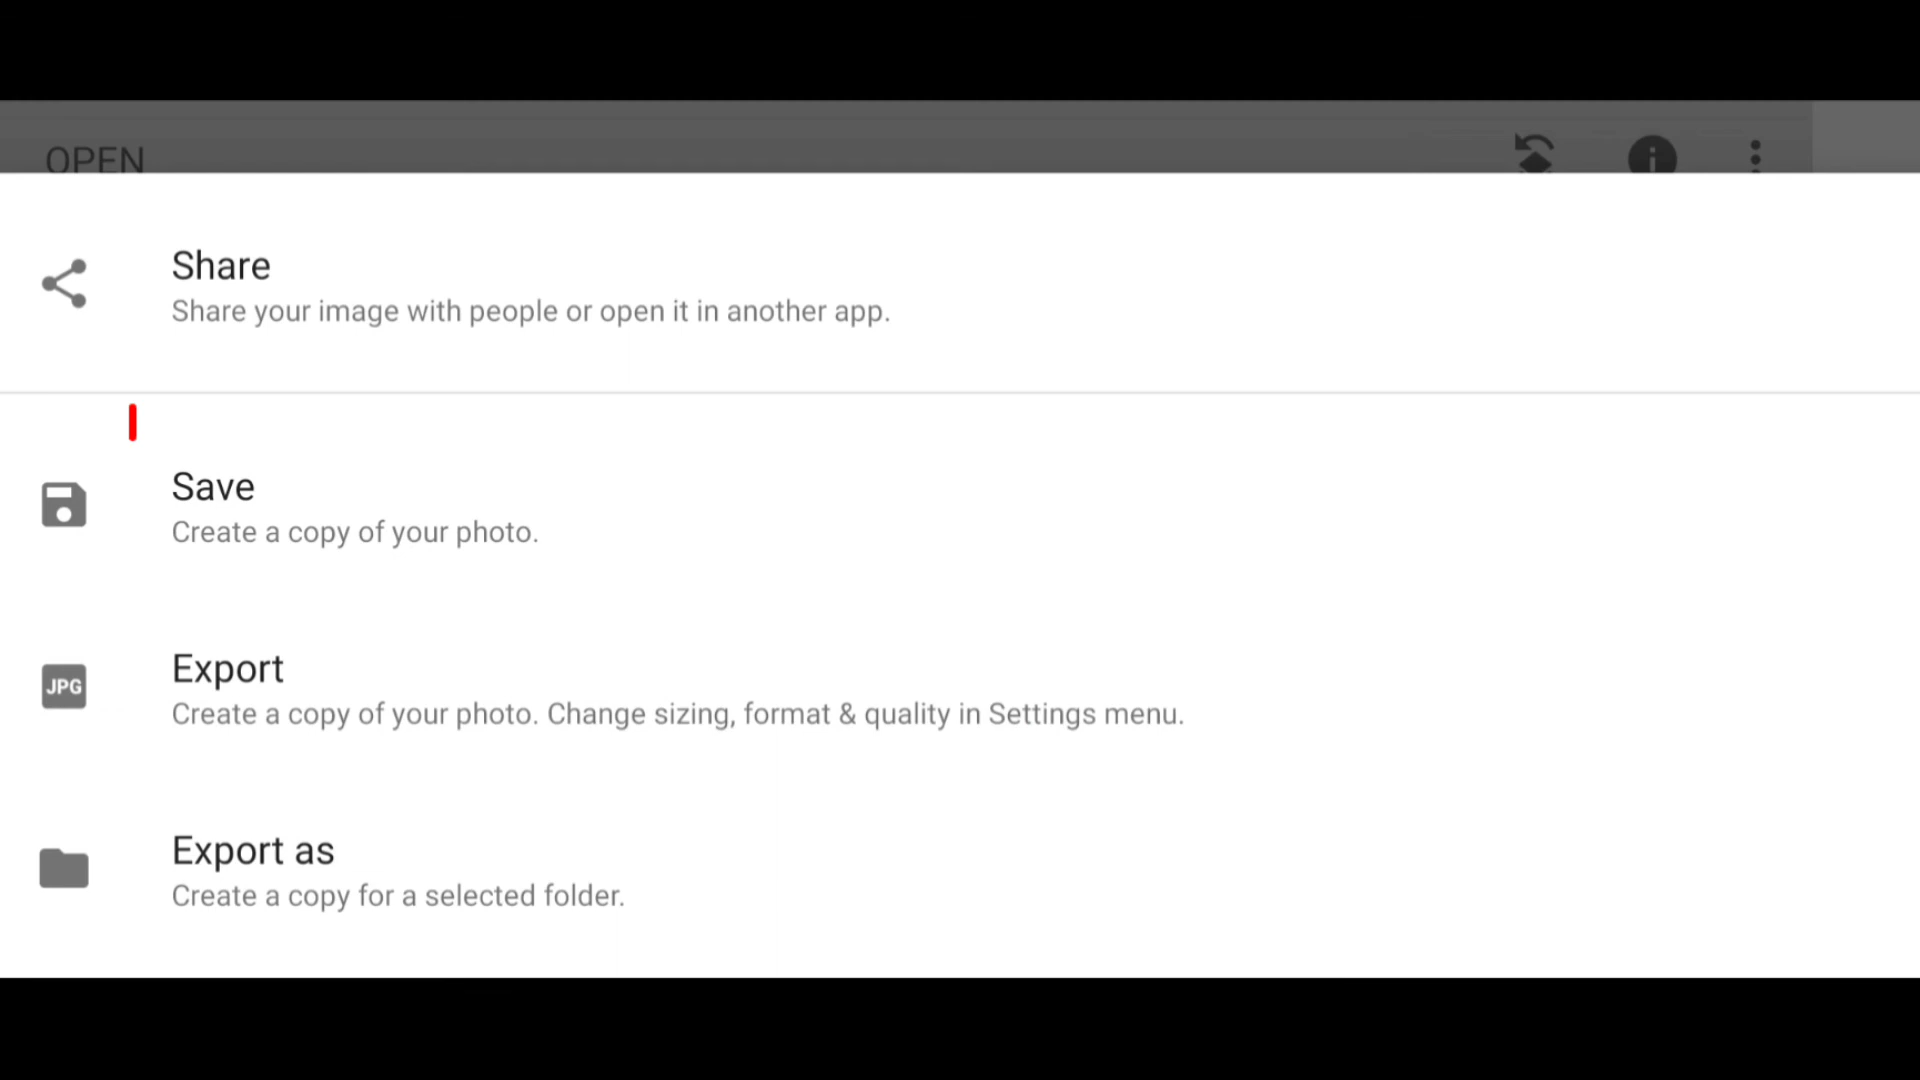 OPEN
Share
Share your image with people or open it in another app.
Save
Create a copy of your photo.
JPG
Export
Create a copy of your photo. Change sizing, format & quality in Settings menu.
Export as
Create a copy for a selected folder.